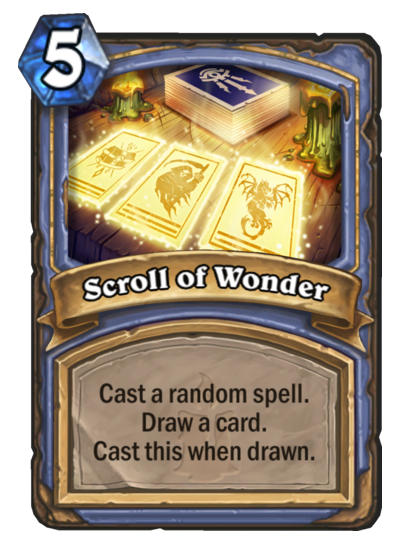 5
Scroll of Wonder
Cast a random spell.
Draw a card.
Cast this when drawn.